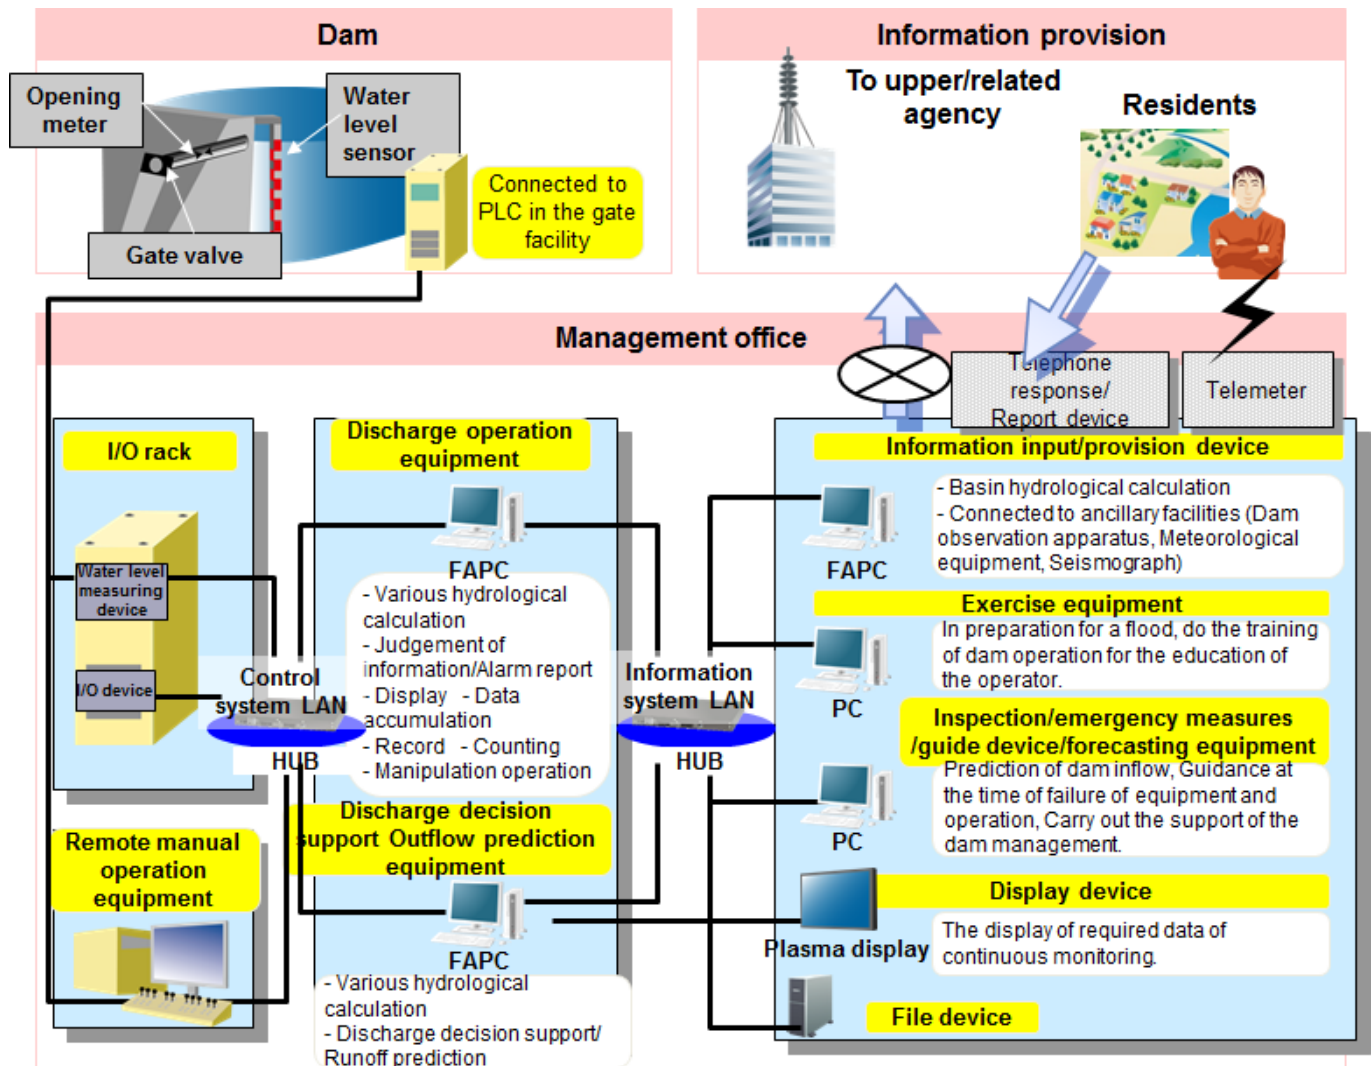 Dam
Opening
meter
Water
level
sensor
Gate valve
Connected to
PLC in the gate
facility
Information provision
To upper/related
agency
Residents
Management office
Telephone
response/
Report device
Telemeter
I/O rack
Water level
measuring
device
I/O device
Remote manual
operation
equipment
Control
system LAN
HUB
Discharge operation
equipment
FAPC
- Various hydrological
calculation
- Judgement of
information/Alarm report
- Display - Data
accumulation
- Record - Counting
- Manipulation operation
Discharge decision
support Outflow prediction
equipment
FAPC
- Various hydrological
calculation
- Discharge decision support/
Runoff prediction
Information
system LAN
HUB
Information input/provision device
FAPC
- Basin hydrological calculation
- Connected to ancillary facilities (Dam
observation apparatus, Meteorological
equipment, Seismograph)
Exercise equipment
PC
In preparation for a flood, do the training
of dam operation for the education of
the operator.
Inspection/emergency measures
/guide device/forecasting equipment
PC
Prediction of dam inflow, Guidance at
the time of failure of equipment and
operation, Carry out the support of the
dam management.
Display device
Plasma display
The display of required data of
continuous monitoring.
File device